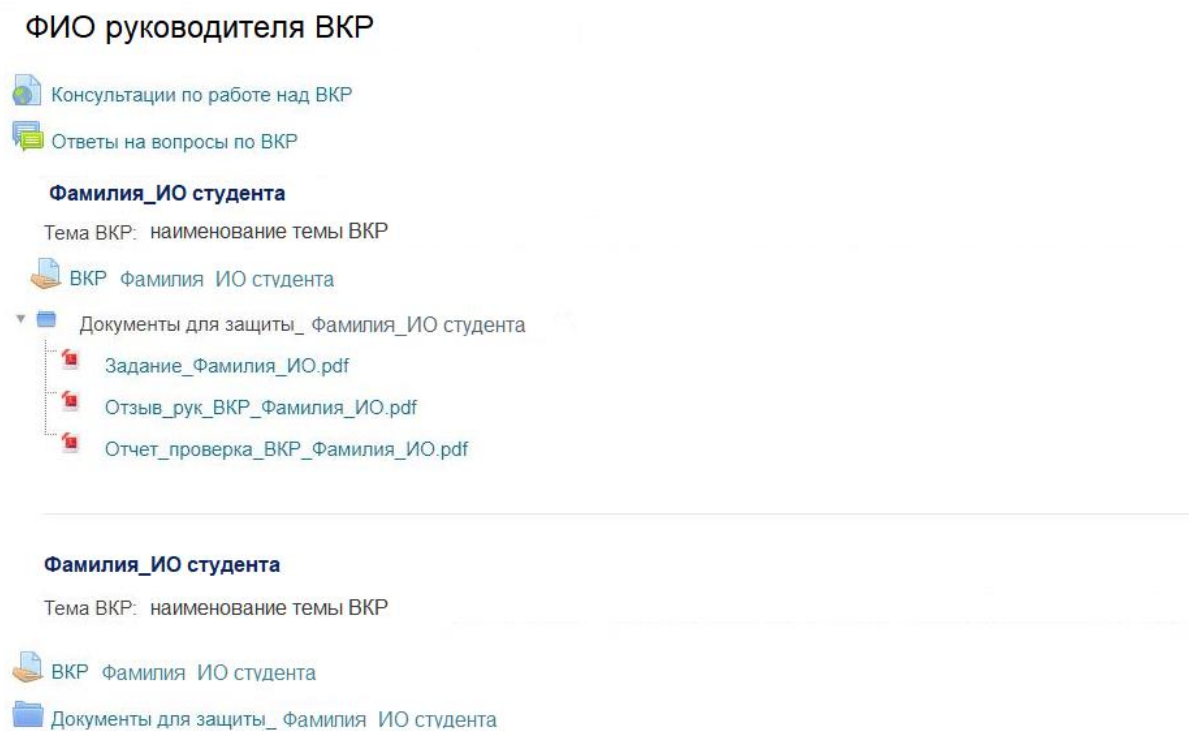 ФИО руководителя ВКР
Консультации по работе над ВКР
Ответы на вопросы по ВКР
Фамилия_ИО студента
Тема ВКР: наименование темы ВКР
ВКР Фамилия ИО студента
Документы для защиты_ Фамилия_ИО студента
Задание_Фамилия_ИО.pdf
Отзыв_рук_ВКР_Фамилия_ИО.pdf
Отчет_проверка_ВКР_Фамилия_ИО.pdf
Фамилия_ИО студента
Тема ВКР: наименование темы ВКР
ВКР Фамилия ИО студента
Документы для защиты_ Фамилия ИО студента